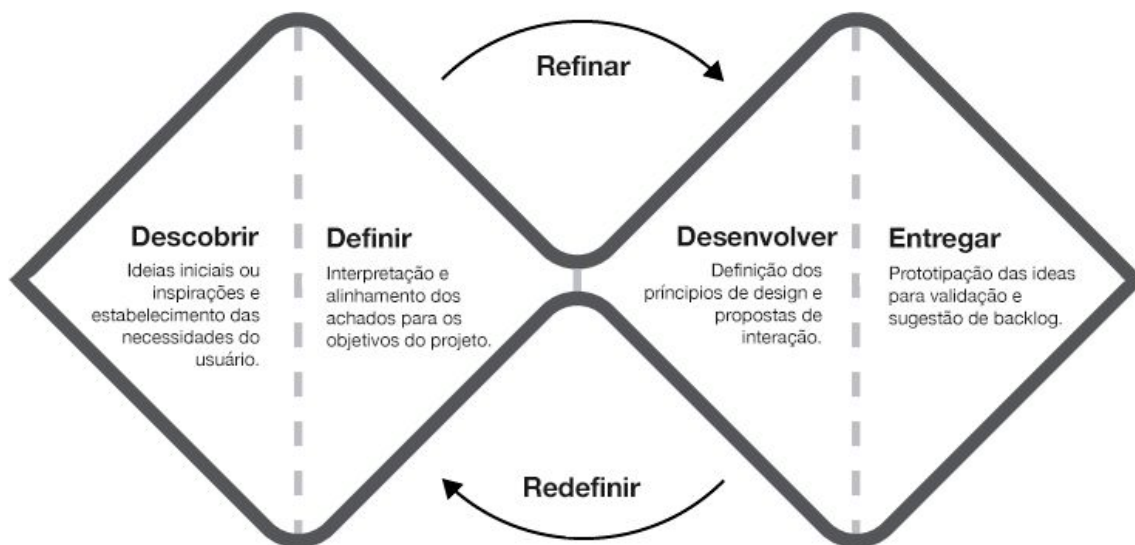 Refinar
Descobrir
Ideias iniciais ou
inspirações e
estabelecimento das
necessidades do
usuário.
Definir
Interpretação e
alinhamento dos
achados para os
objetivos do projeto.
Desenvolver
Definição dos
príncipios de design e
propostas de
interação.
Entregar
Prototipação das ideias
para validação e
sugestão de backlog.
Redefinir